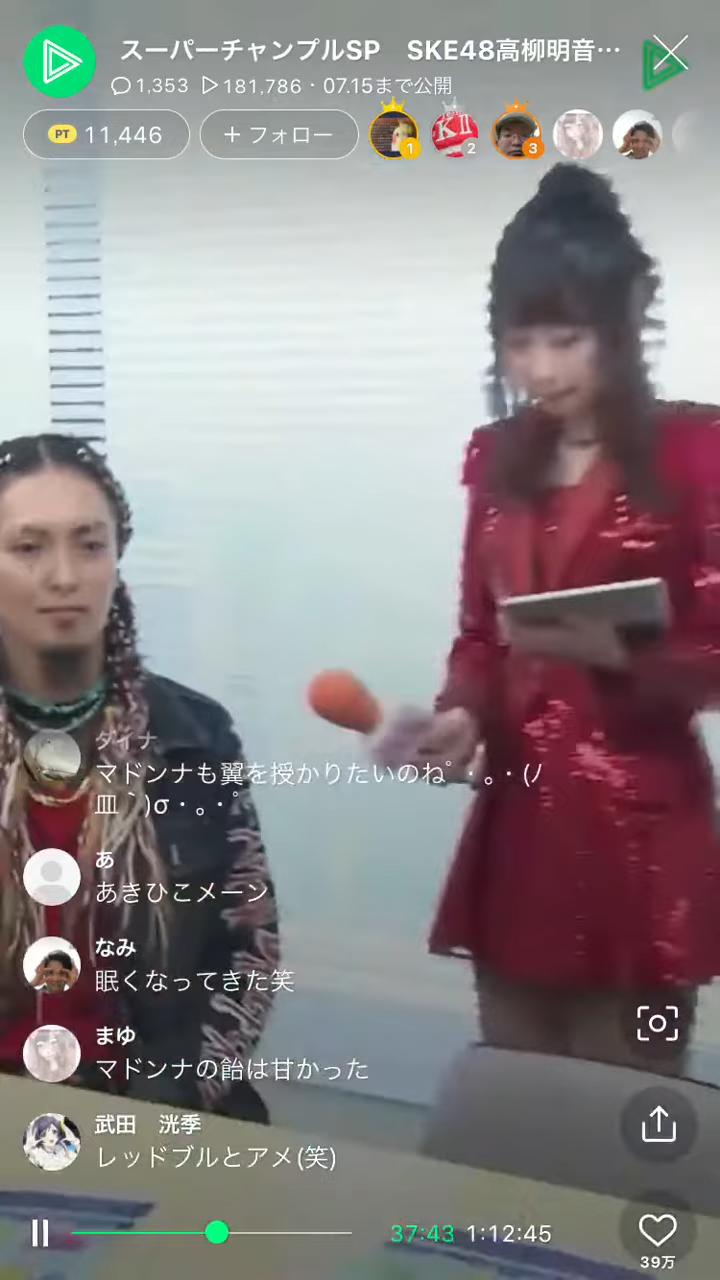 スーパーチャンプルSP SKE48高柳明音…
1,353 181,786・07.15まで公開
PT 11,446 + フォロー
KⅡ
1 2 3
ダイナ
マドンナも翼を授かりたいのね゜・。・(ノ
皿｀)σ・。・゜
あ
あきひこメーン
なみ
眠くなってきた笑
まゆ
マドンナの飴は甘かった
武田 洸季
レッドブルとアメ(笑)
37:43 1:12:45
39万